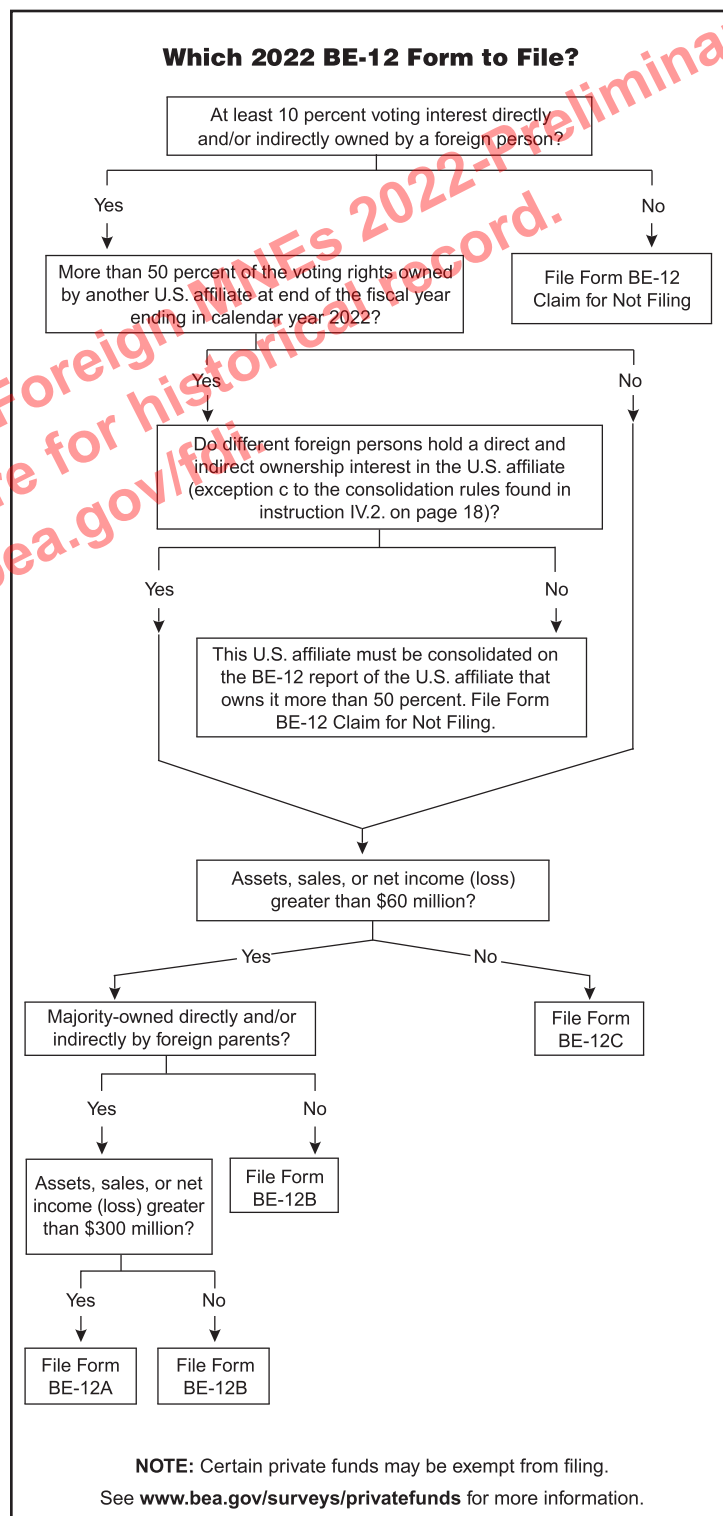 Which 2022 BE-12 Form to File?
At least 10 percent voting interest directly
and/or indirectly owned by a foreign person?
Yes
No
More than 50 percent of the voting rights owned
by another U.S. affiliate at end of the fiscal year
ending in calendar year 2022?
File Form BE-12
Claim for Not Filing
Yes
No
Do different foreign persons hold a direct and
indirect ownership interest in the U.S. affiliate
(exception c to the consolidation rules found in
instruction IV.2. on page 18)?
Yes
No
This U.S. affiliate must be consolidated on
the BE-12 report of the U.S. affiliate that
owns it more than 50 percent. File Form
BE-12 Claim for Not Filing.
Assets, sales, or net income (loss)
greater than $60 million?
Yes
No
Majority-owned directly and/or
indirectly by foreign parents?
File Form
BE-12C
Yes
No
Assets, sales, or net
income (loss) greater
than $300 million?
File Form
BE-12B
Yes
No
File Form
BE-12A
File Form
BE-12B
NOTE: Certain private funds may be exempt from filing.
See www.bea.gov/surveys/privatefunds for more information.
Foreign MNEs 2022-Prelimina
for historical record.
bea.gov/fdi.